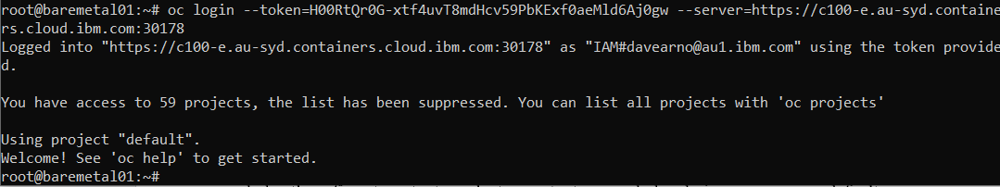 root@baremetal01:~# oc login --token=H00RtQr0G-xtf4uvT8mdHcv59PbKExf0aeMld6Aj0gw --server=https://c100-e.au-syd.containe
rs.cloud.ibm.com:30178
Logged into "https://c100-e.au-syd.containers.cloud.ibm.com:30178" as "IAM#davearno@au1.ibm.com" using the token provide
d.
You have access to 59 projects, the list has been suppressed. You can list all projects with 'oc projects'
Using project "default".
Welcome! See 'oc help' to get started.
root@baremetal01:~#